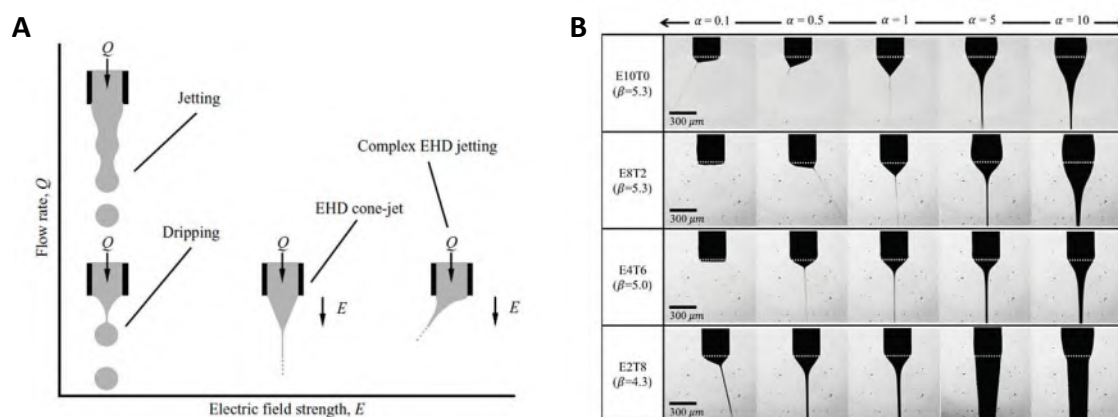 A
Flow rate, Q
Q
Jetting
Q
Dripping
Q
EHD cone-jet
E
Complex EHD jetting
Q
E
Electric field strength, E
B
α = 0.1 α = 0.5 α = 1 α = 5 α = 10
E10T0
(β=5.3)
300 μm
E8T2
(β=5.3)
300 μm
E4T6
(β=5.0)
300 μm
E2T8
(β=4.3)
300 μm